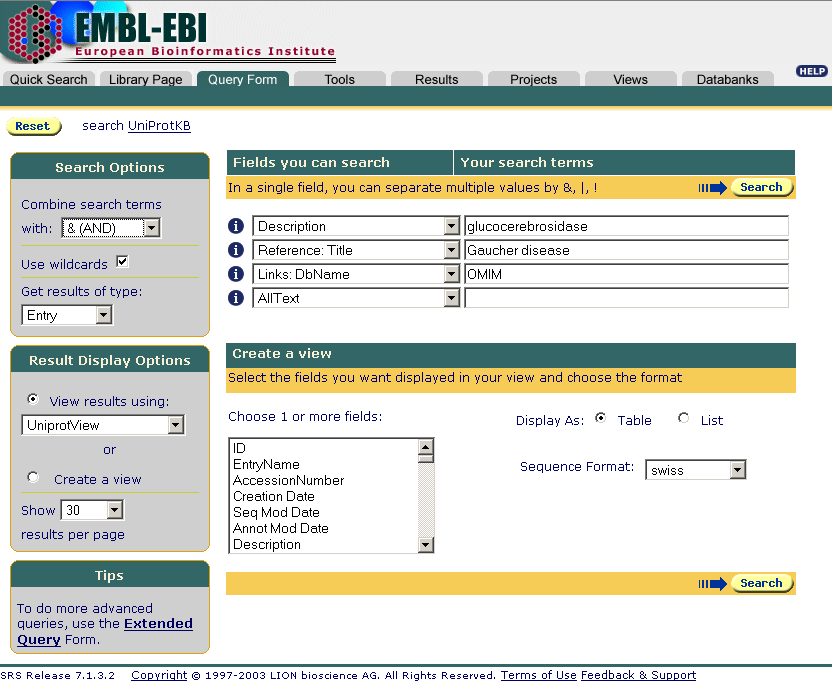 EMBL-EBI
European Bioinformatics Institute
Quick Search Library Page Query Form Tools Results Projects Views Databanks HELP
Reset search UniProtKB
Search Options
Combine search terms
with: & (AND)
Use wildcards
Get results of type:
Entry
Fields you can search Your search terms
In a single field, you can separate multiple values by &, |, ! Search
i Description glucocerebrosidase
i Reference: Title Gaucher disease
i Links: DbName OMIM
i AllText
Result Display Options
View results using:
UniprotView
or
Create a view
Show 30
results per page
Create a view
Select the fields you want displayed in your view and choose the format
Choose 1 or more fields:
ID
EntryName
AccessionNumber
Creation Date
Seq Mod Date
Annot Mod Date
Description
Display As: Table List
Sequence Format: swiss
Search
Tips
To do more advanced
queries, use the Extended
Query Form.
SRS Release 7.1.3.2 Copyright © 1997-2003 LION bioscience AG. All Rights Reserved. Terms of Use Feedback & Support